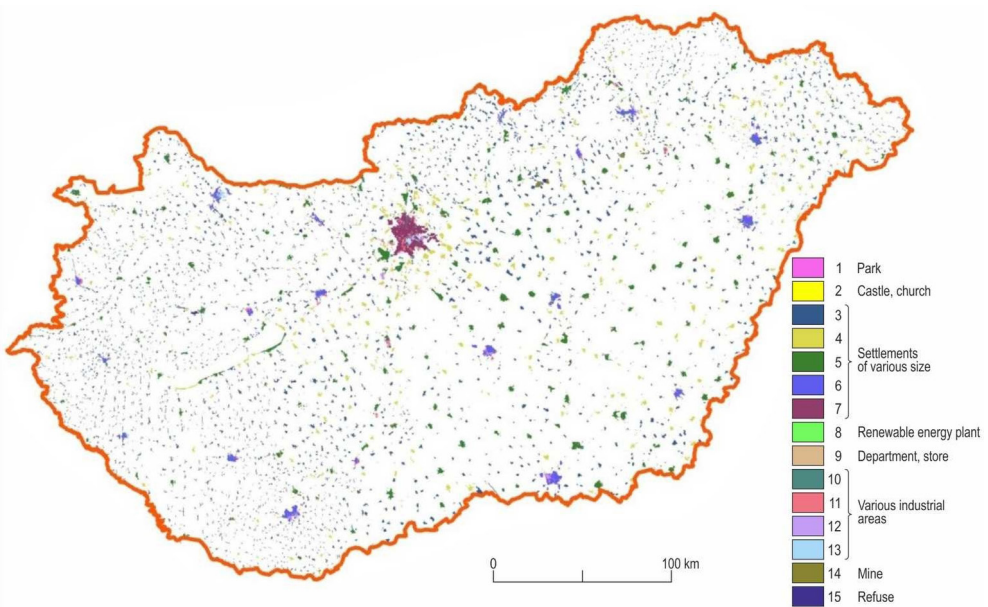 1 Park
2 Castle, church
3
4
5
6
7
Settlements
of various size
8 Renewable energy plant
9 Department, store
10
11
12
13
Various industrial
areas
14 Mine
15 Refuse
0 100 km